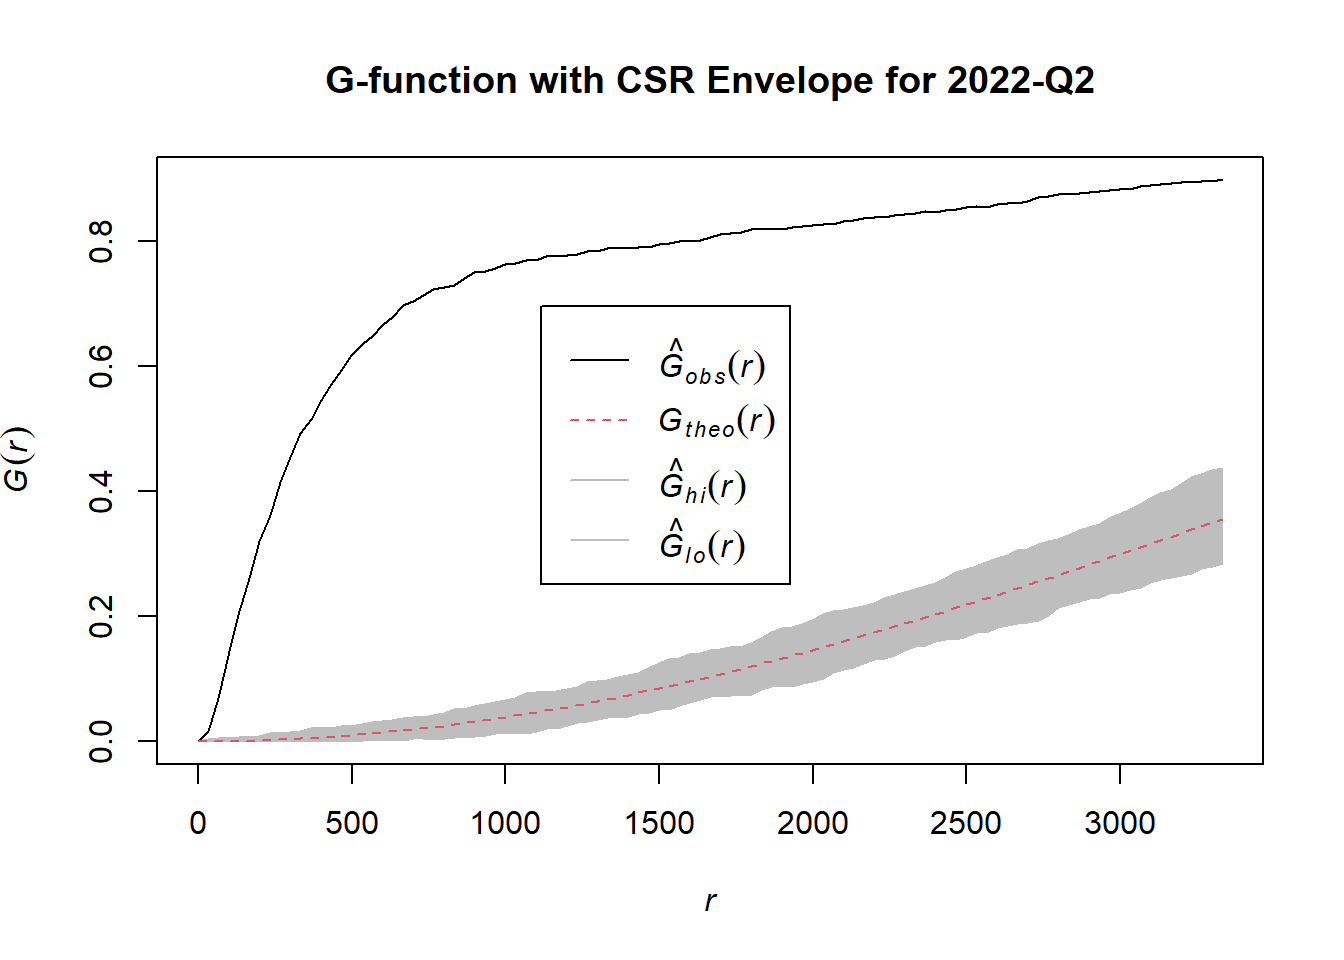 G-function with CSR Envelope for 2022-Q2
G(r)
0.8
0.6
0.4
0.2
0.0
Ĝobs(r)
Gtheo(r)
Ĝhi(r)
Ĝlo(r)
0 500 1000 1500 2000 2500 3000
r